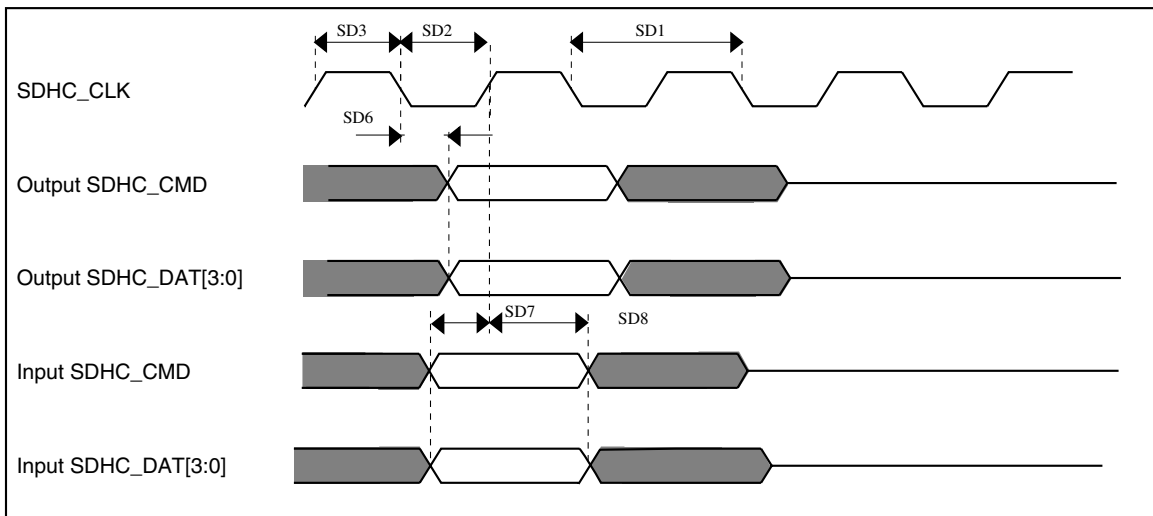 SD3 SD2 SD1
SDHC_CLK
SD6
Output SDHC_CMD
Output SDHC_DAT[3:0]
SD7 SD8
Input SDHC_CMD
Input SDHC_DAT[3:0]